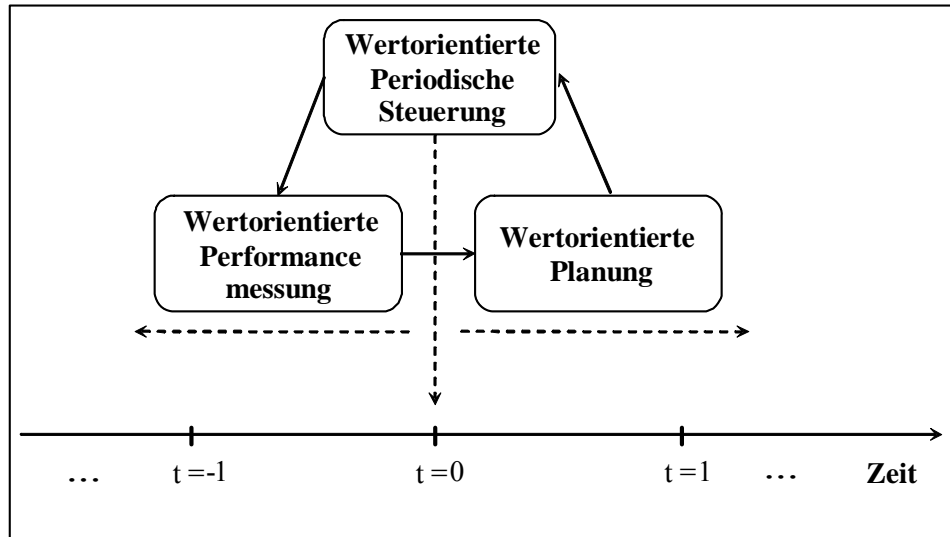 Wertorientierte
Periodische
Steuerung
Wertorientierte
Performance
messung
Wertorientierte
Planung
... t =-1 t =0 t =1 ... Zeit